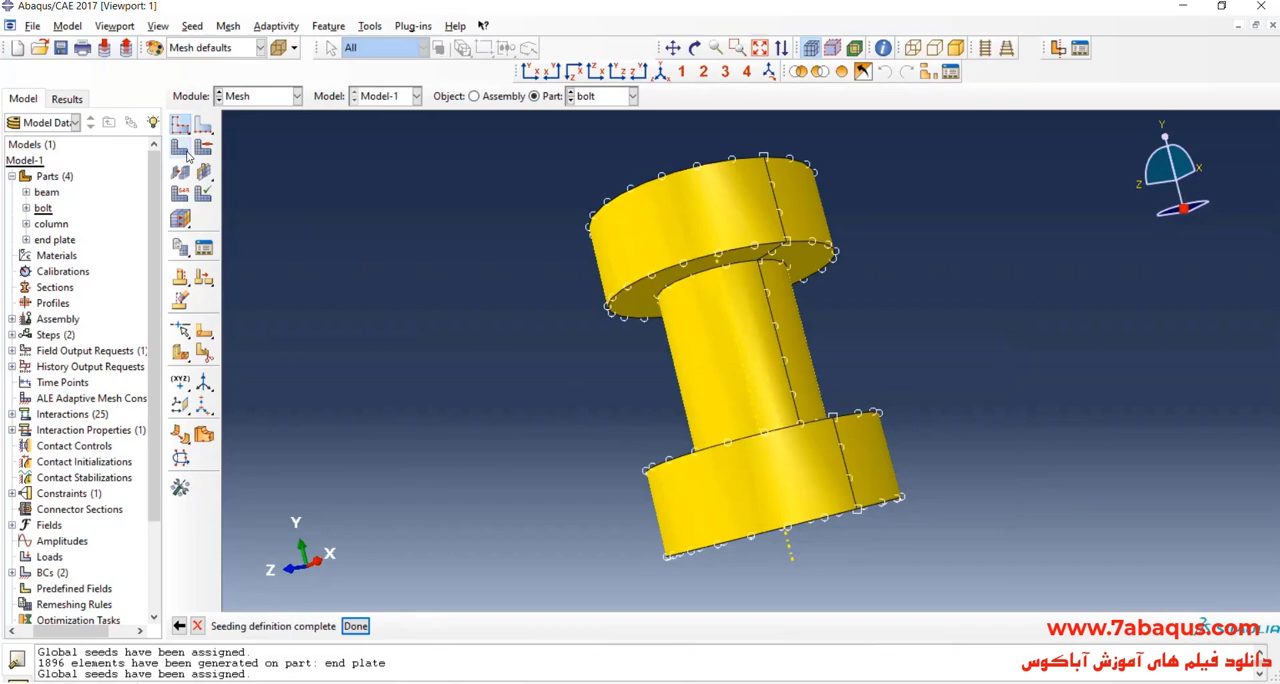 Abaqus/CAE 2017 [Viewport: 1]
File Model Viewport View Seed Mesh Adaptivity Feature Tools Plug-ins Help
Mesh defaults All
1 2 3 4
Model Results Module: Mesh Model: Model-1 Object: Assembly Part: bolt
Model Data
Models (1)
Model-1
Parts (4)
beam
bolt
column
end plate
Materials
Calibrations
Sections
Profiles
Assembly
Steps (2)
Field Output Requests (1)
History Output Requests
Time Points
ALE Adaptive Mesh Cons
Interactions (25)
Interaction Properties (1)
Contact Controls
Contact Initializations
Contact Stabilizations
Constraints (1)
Connector Sections
Fields
Amplitudes
Loads
BCs (2)
Predefined Fields
Remeshing Rules
Optimization Tasks
(XYZ)
Y
X
Z
Y
X
Z
Seeding definition complete Done
www.7abaqus.com
دانلود فیلم های آموزش آباکوس
Global seeds have been assigned.
1896 elements have been generated on part: end plate
Global seeds have been assigned.